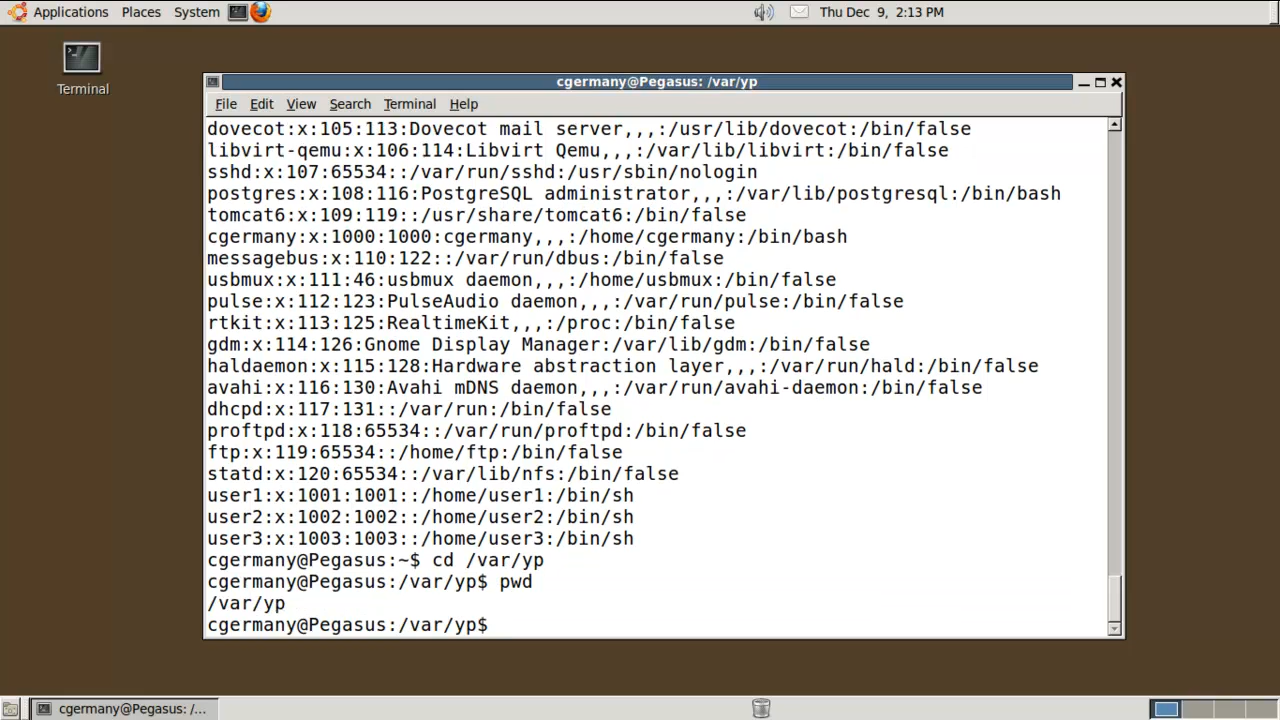 Applications Places System Thu Dec 9, 2:13 PM
Terminal
cgermany@Pegasus: /var/yp
File Edit View Search Terminal Help
dovecot:x:105:113:Dovecot mail server,,,:/usr/lib/dovecot:/bin/false
libvirt-qemu:x:106:114:Libvirt Qemu,,,:/var/lib/libvirt:/bin/false
sshd:x:107:65534::/var/run/sshd:/usr/sbin/nologin
postgres:x:108:116:PostgreSQL administrator,,,:/var/lib/postgresql:/bin/bash
tomcat6:x:109:119::/usr/share/tomcat6:/bin/false
cgermany:x:1000:1000:cgermany,,,:/home/cgermany:/bin/bash
messagebus:x:110:122::/var/run/dbus:/bin/false
usbmux:x:111:46:usbmux daemon,,,:/home/usbmux:/bin/false
pulse:x:112:123:PulseAudio daemon,,,:/var/run/pulse:/bin/false
rtkit:x:113:125:RealtimeKit,,,:/proc:/bin/false
gdm:x:114:126:Gnome Display Manager:/var/lib/gdm:/bin/false
haldaemon:x:115:128:Hardware abstraction layer,,,:/var/run/hald:/bin/false
avahi:x:116:130:Avahi mDNS daemon,,,:/var/run/avahi-daemon:/bin/false
dhcpd:x:117:131::/var/run:/bin/false
proftpd:x:118:65534::/var/run/proftpd:/bin/false
ftp:x:119:65534::/home/ftp:/bin/false
statd:x:120:65534::/var/lib/nfs:/bin/false
user1:x:1001:1001::/home/user1:/bin/sh
user2:x:1002:1002::/home/user2:/bin/sh
user3:x:1003:1003::/home/user3:/bin/sh
cgermany@Pegasus:~$ cd /var/yp
cgermany@Pegasus:/var/yp$ pwd
/var/yp
cgermany@Pegasus:/var/yp$
cgermany@Pegasus: /...